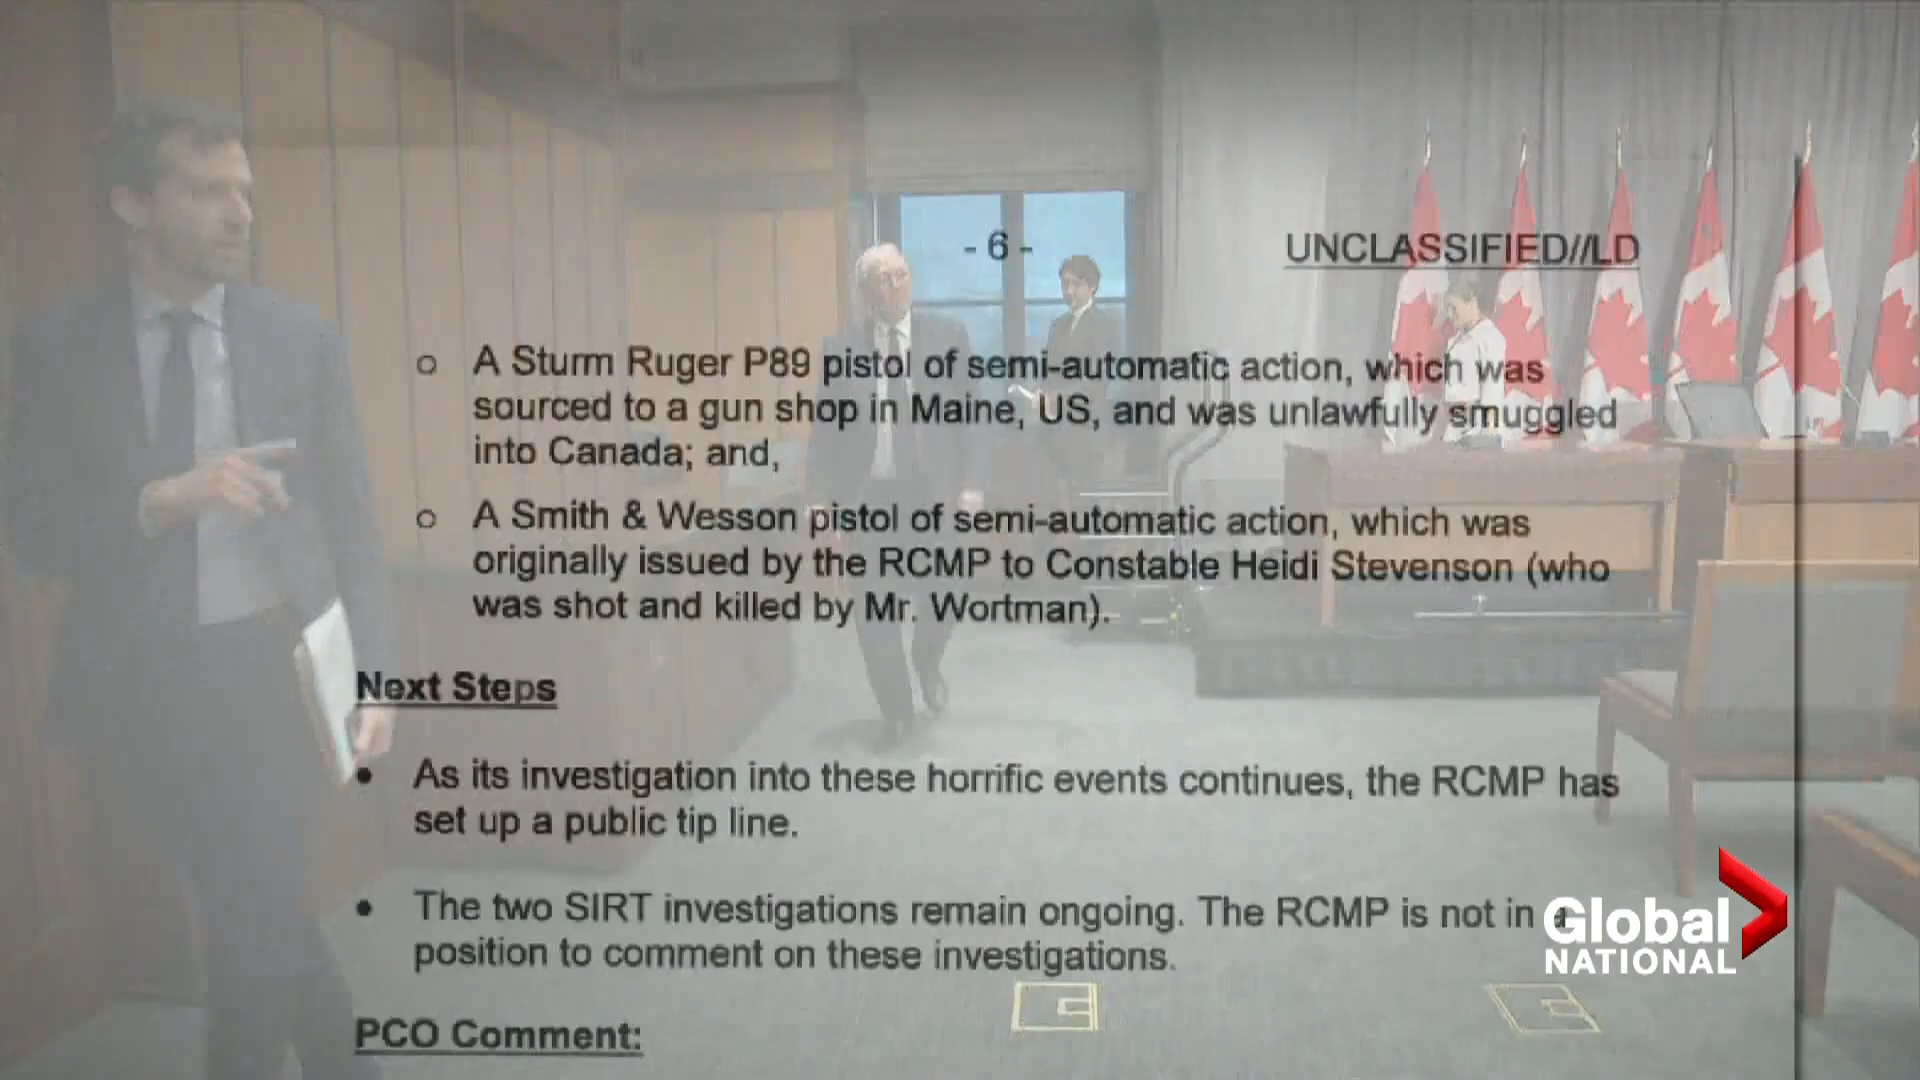 - 6 -
UNCLASSIFIED//LD
o A Sturm Ruger P89 pistol of semi-automatic action, which was
sourced to a gun shop in Maine, US, and was unlawfully smuggled
into Canada; and,
o A Smith & Wesson pistol of semi-automatic action, which was
originally issued by the RCMP to Constable Heidi Stevenson (who
was shot and killed by Mr. Wortman).
Next Steps
• As its investigation into these horrific events continues, the RCMP has
set up a public tip line.
• The two SIRT investigations remain ongoing. The RCMP is not in a
position to comment on these investigations.
PCO Comment:
Global
NATIONAL